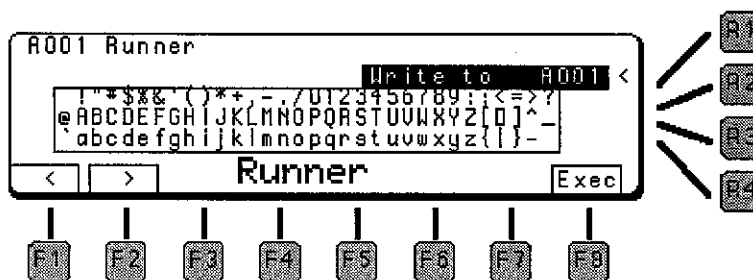 A001 Runner
Write to A001 <
!"#$%&'()*+,-./0123456789:;<=>?
@ABCDEFGHIJKLMNOPQRSTUVWXYZ[¥]^_
`abcdefghijklmnopqrstuvwxyz{|}-
< > Runner Exec
F1 F2 F3 F4 F5 F6 F7 F8
R1
R2
R3
R4